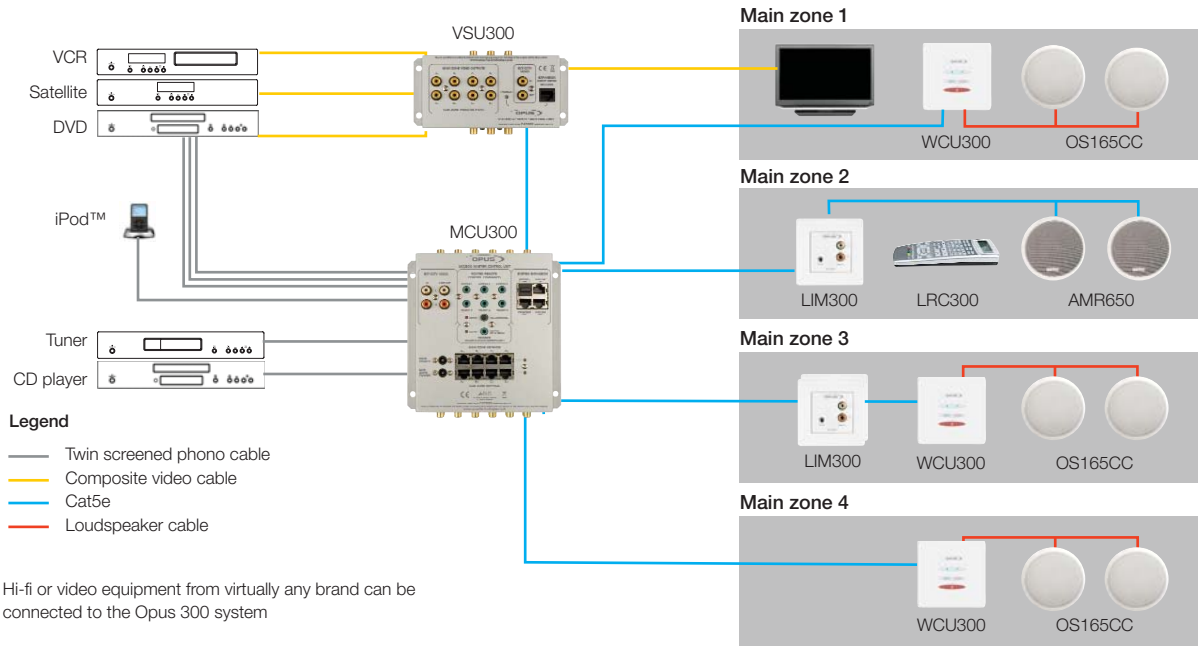 VCR
Satellite
DVD
iPod™
Tuner
CD player
VSU300
OPUS
MCU300
OPUS
Main zone 1
WCU300
OS165CC
Main zone 2
LIM300
LRC300
AMR650
Main zone 3
LIM300
WCU300
OS165CC
Main zone 4
WCU300
OS165CC
Legend
Twin screened phono cable
Composite video cable
Cat5e
Loudspeaker cable
Hi-fi or video equipment from virtually any brand can be
connected to the Opus 300 system